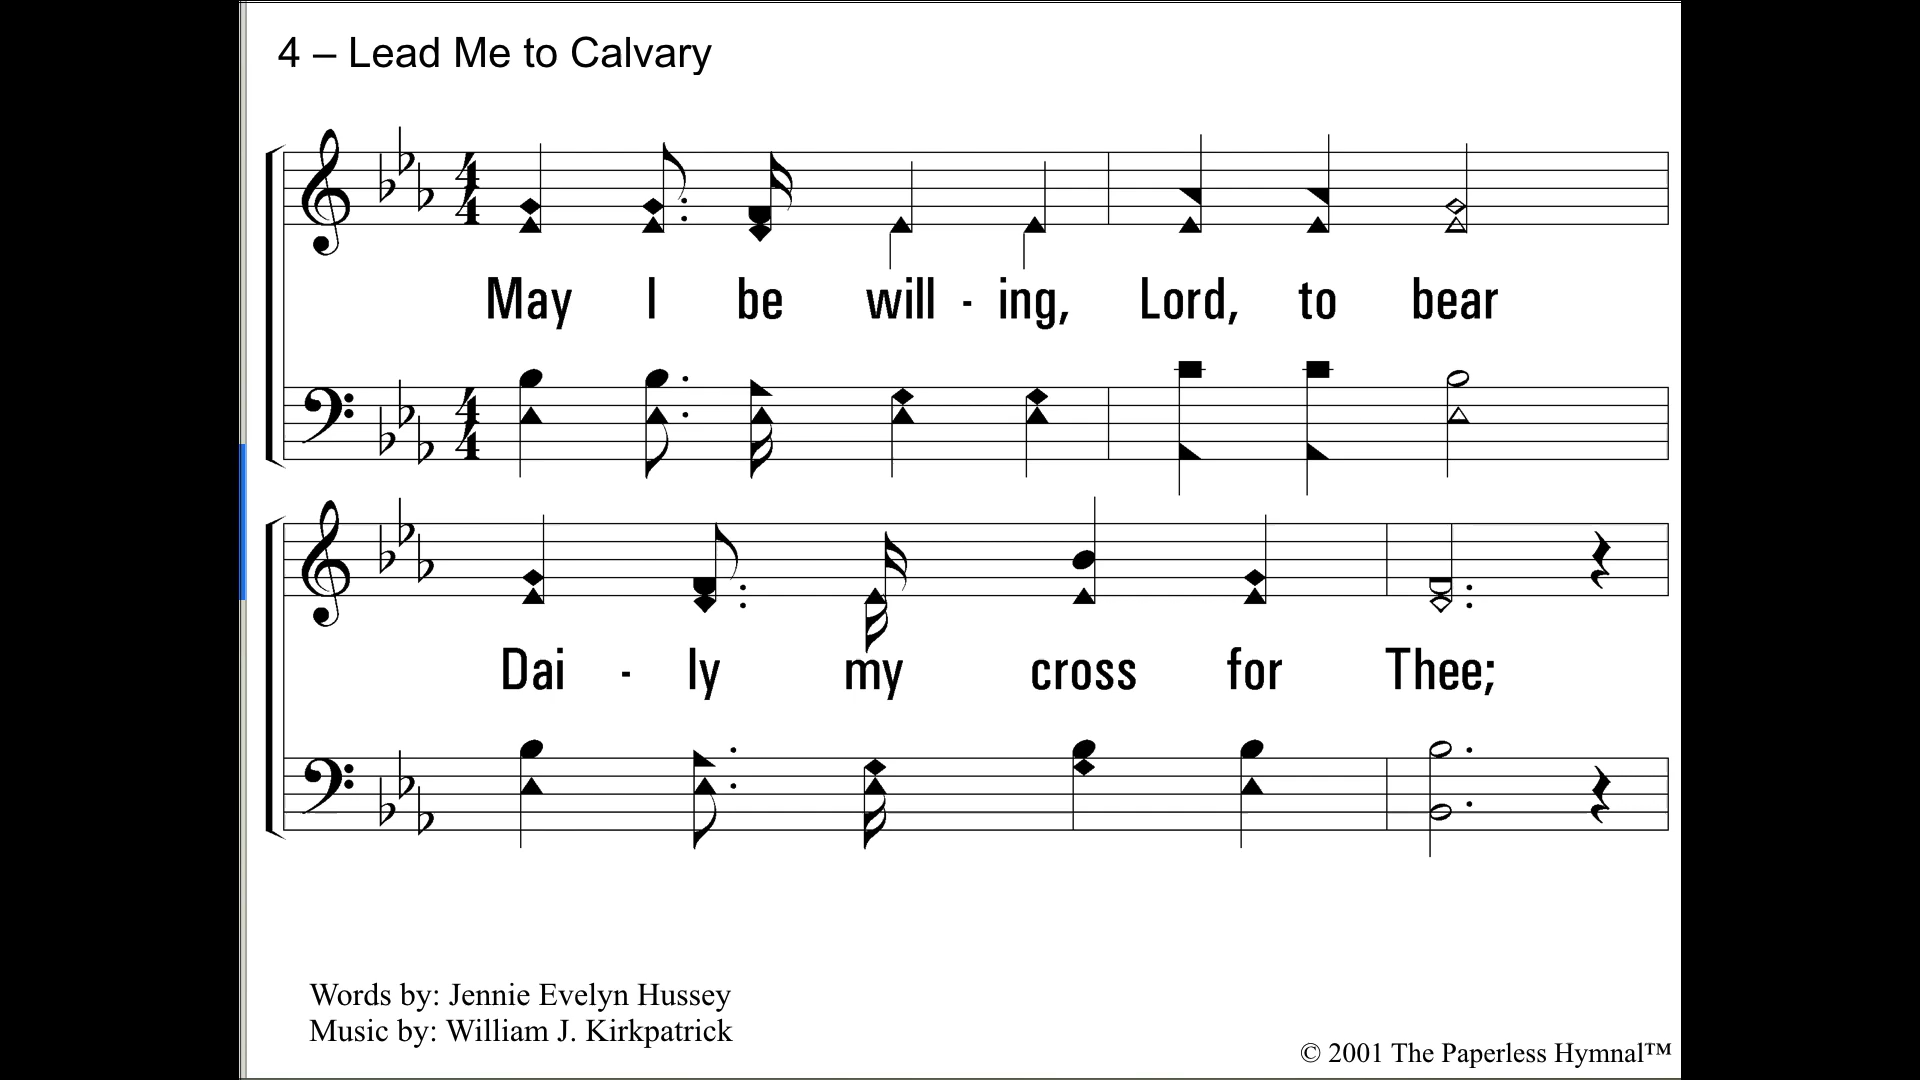 4 – Lead Me to Calvary
May I be will - ing, Lord, to bear
Dai - ly my cross for Thee;
Words by: Jennie Evelyn Hussey
Music by: William J. Kirkpatrick
© 2001 The Paperless Hymnal™